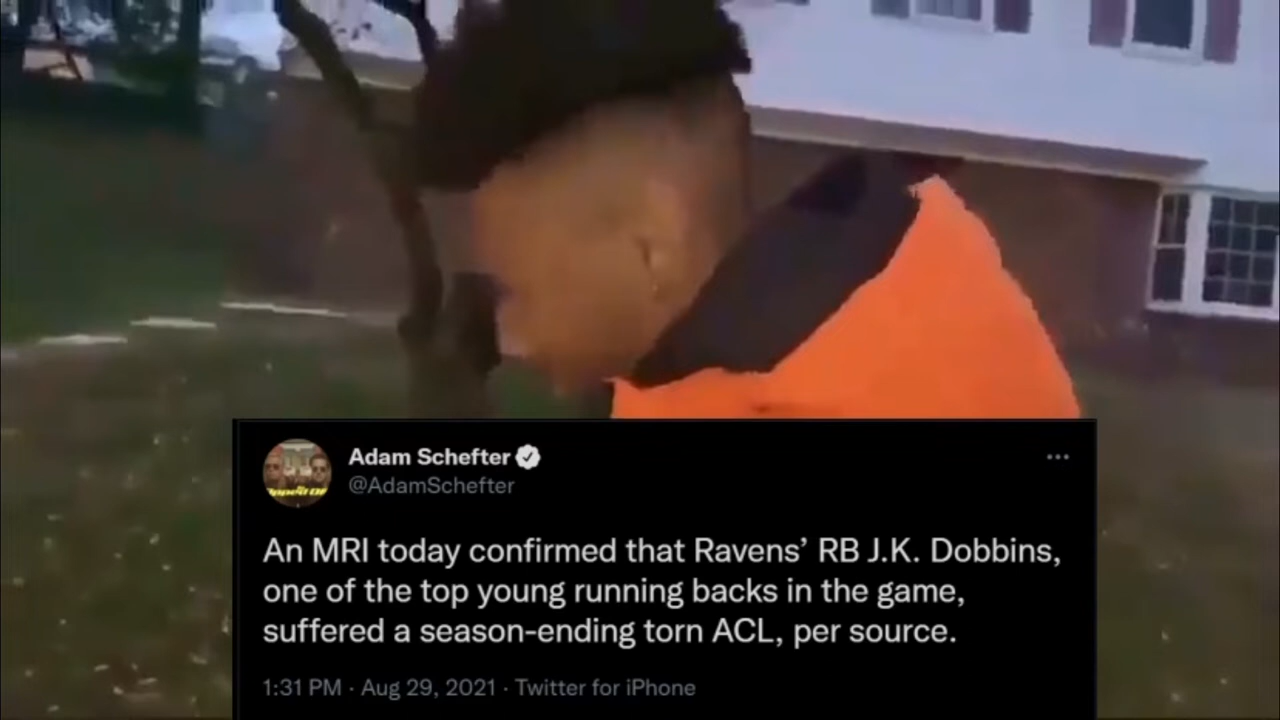 Adam Schefter
@AdamSchefter
An MRI today confirmed that Ravens’ RB J.K. Dobbins,
one of the top young running backs in the game,
suffered a season-ending torn ACL, per source.
1:31 PM · Aug 29, 2021 · Twitter for iPhone